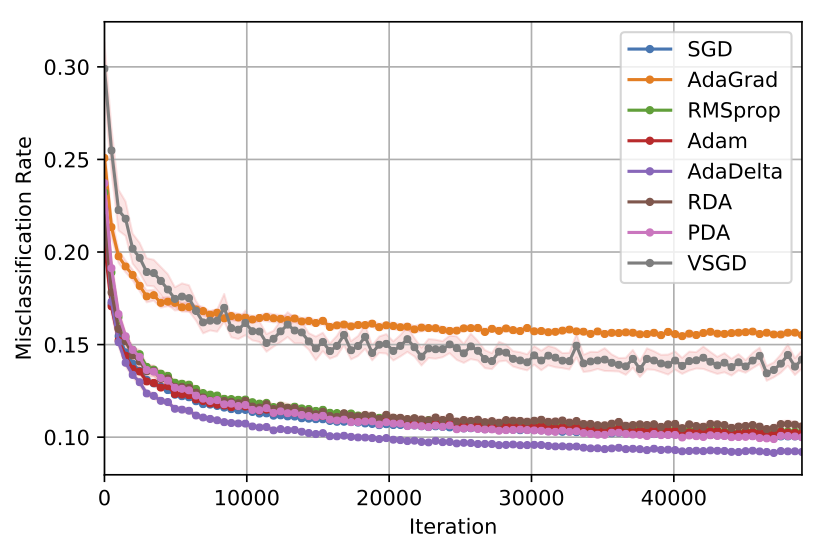 Misclassification Rate
0.30
0.25
0.20
0.15
0.10
SGD
AdaGrad
RMSprop
Adam
AdaDelta
RDA
PDA
VSGD
0 10000 20000 30000 40000
Iteration